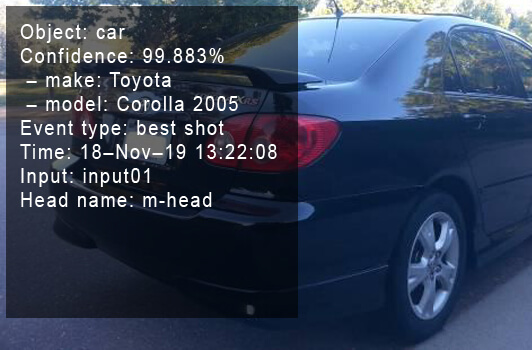 Object: car
Confidence: 99.883%
– make: Toyota
– model: Corolla 2005
Event type: best shot
Time: 18–Nov–19 13:22:08
Input: input01
Head name: m-head